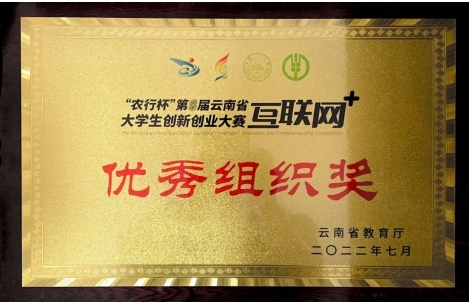 “农行杯”第届云南省
大学生创新创业大赛
互联网+
优秀组织奖
云南省教育厅
二〇二二年七月